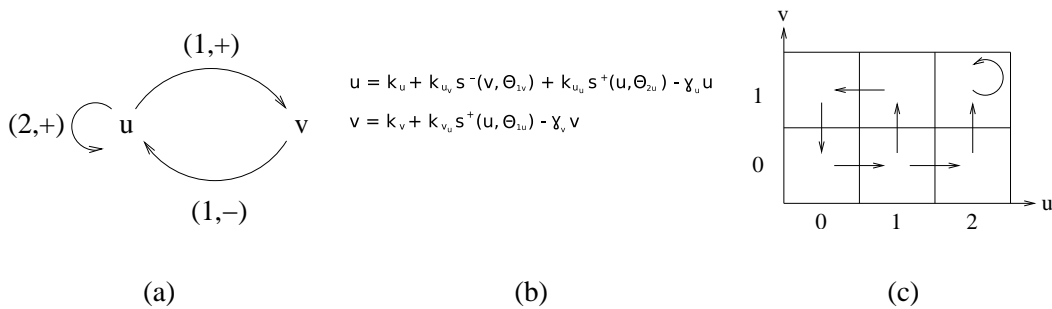 (1,+)
(2,+) u v
(1,–)
(a)
u = k_u + k_{u_v} s⁻(v,Θ_{1v}) + k_{u_u} s⁺(u,Θ_{2u}) - γ_u u
v = k_v + k_{v_u} s⁺(u,Θ_{1u}) - γ_v v
(b)
v
1
0
0 1 2 u
(c)